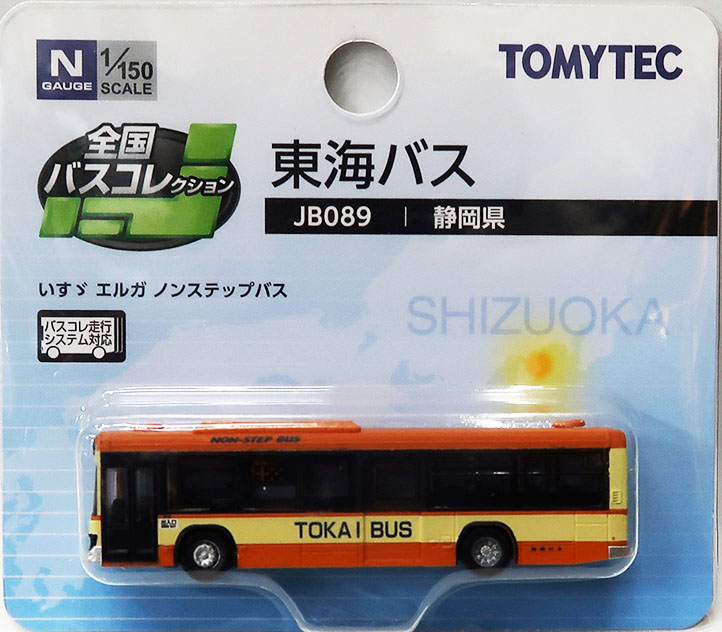 N
GAUGE
1/150
SCALE
TOMYTEC
全国
バスコレクション
東海バス
JB089 | 静岡県
いすゞ エルガ ノンステップバス
バスコレ走行
システム対応
SHIZUOKA
NON-STEP BUS
TOKAI BUS